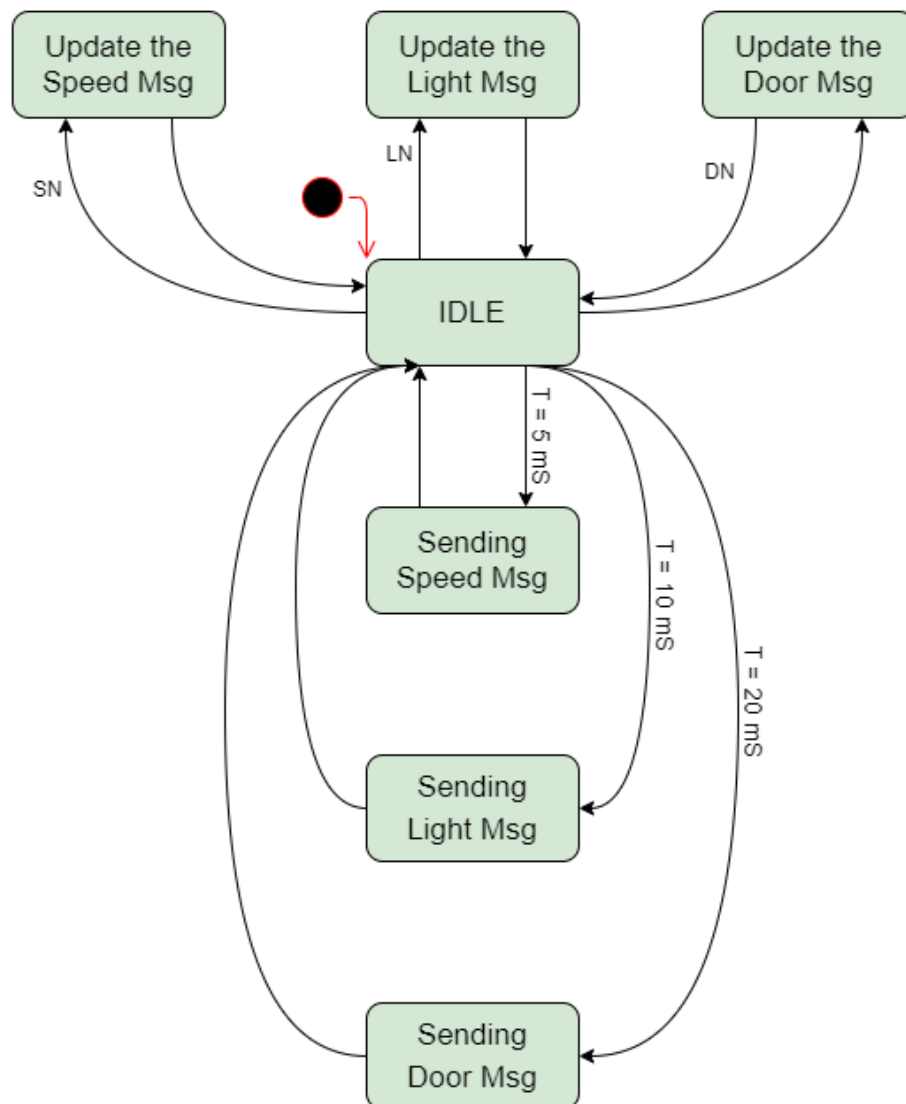 Update the
Speed Msg
Update the
Light Msg
Update the
Door Msg
SN
LN
DN
IDLE
T = 5 mS
Sending
Speed Msg
T = 10 mS
T = 20 mS
Sending
Light Msg
Sending
Door Msg